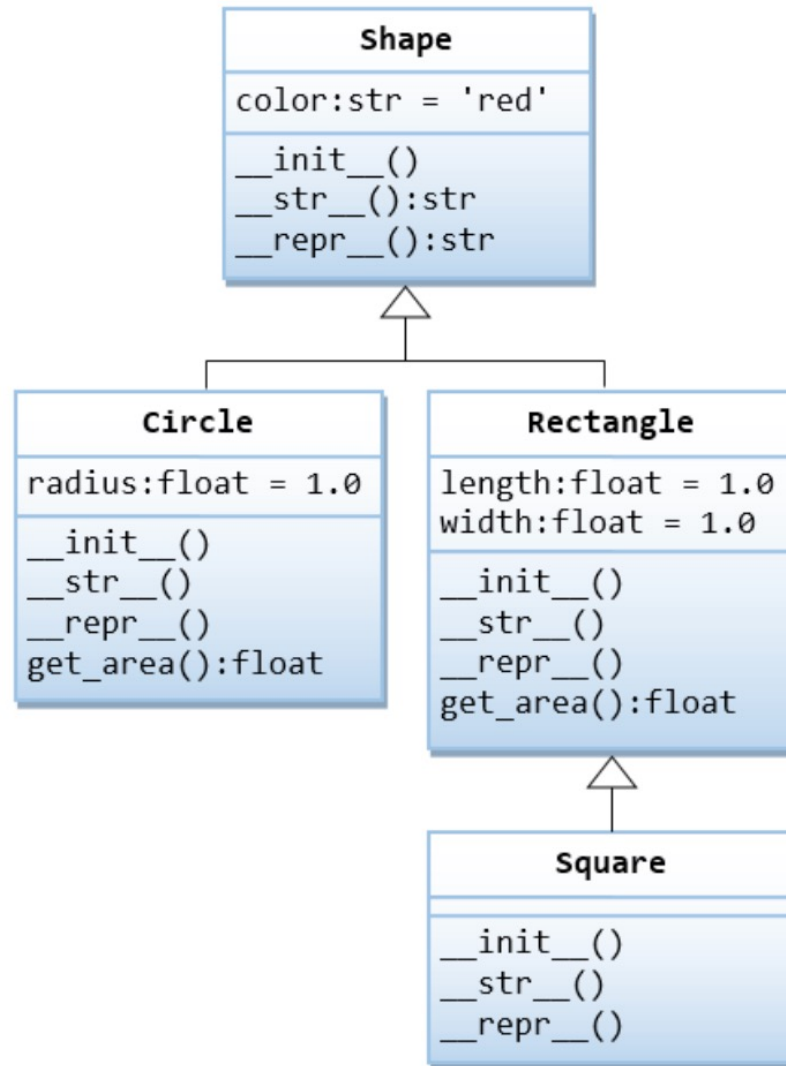 Shape
color:str = 'red'
__init__()
__str__():str
__repr__():str
Circle
radius:float = 1.0
__init__()
__str__()
__repr__()
get_area():float
Rectangle
length:float = 1.0
width:float = 1.0
__init__()
__str__()
__repr__()
get_area():float
Square
__init__()
__str__()
__repr__()